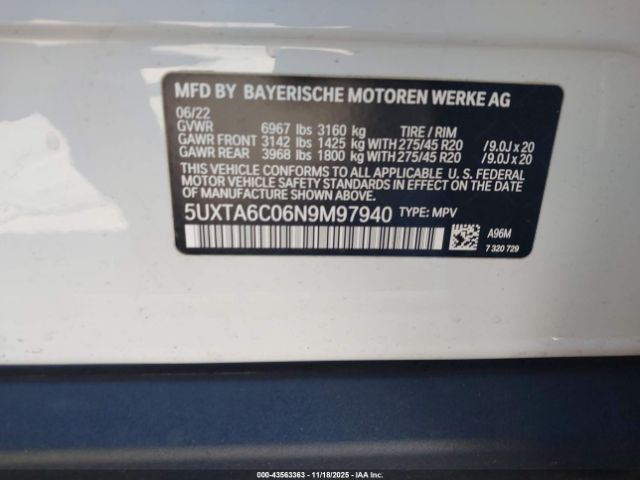 MFD BY BAYERISCHE MOTOREN WERKE AG
06/22
GVWR 6967 lbs 3160 kg TIRE / RIM
GAWR FRONT 3142 lbs 1425 kg WITH 275/45 R20 /9.0J x 20
GAWR REAR 3968 lbs 1800 kg WITH 275/45 R20 /9.0J x 20
THIS VEHICLE CONFORMS TO ALL APPLICABLE U. S. FEDERAL
MOTOR VEHICLE SAFETY STANDARDS IN EFFECT ON THE DATE
OF MANUFACTURE SHOWN ABOVE.
5UXTA6C06N9M97940 TYPE: MPV
A96M
7 320 729
000-43563363 - 11/18/2025 - IAA Inc.